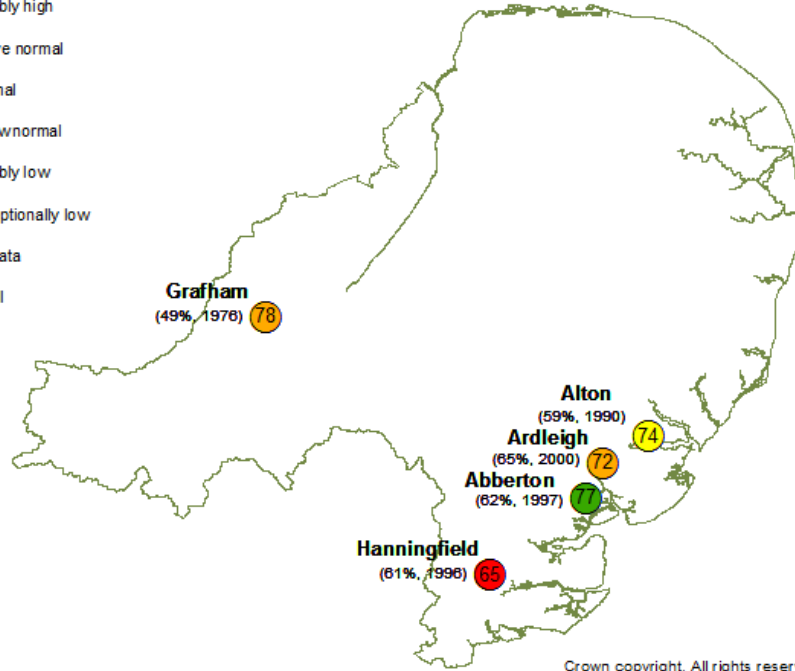 bly high
e normal
nal
wnormal
bly low
ptionally low
ata
l
Grafham
(49%, 1976) 78
Alton
(59%, 1990) 74
Ardleigh
(65%, 2000) 72
Abberton
(62%, 1997) 77
Hanningfield
(61%, 1996) 65
Crown copyright. All rights reser